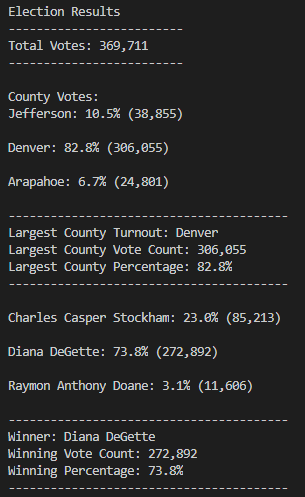 Election Results
-------------------------
Total Votes: 369,711
-------------------------
County Votes:
Jefferson: 10.5% (38,855)
Denver: 82.8% (306,055)
Arapahoe: 6.7% (24,801)
----------------------------------------
Largest County Turnout: Denver
Largest County Vote Count: 306,055
Largest County Percentage: 82.8%
----------------------------------------
Charles Casper Stockham: 23.0% (85,213)
Diana DeGette: 73.8% (272,892)
Raymon Anthony Doane: 3.1% (11,606)
----------------------------------------
Winner: Diana DeGette
Winning Vote Count: 272,892
Winning Percentage: 73.8%
----------------------------------------